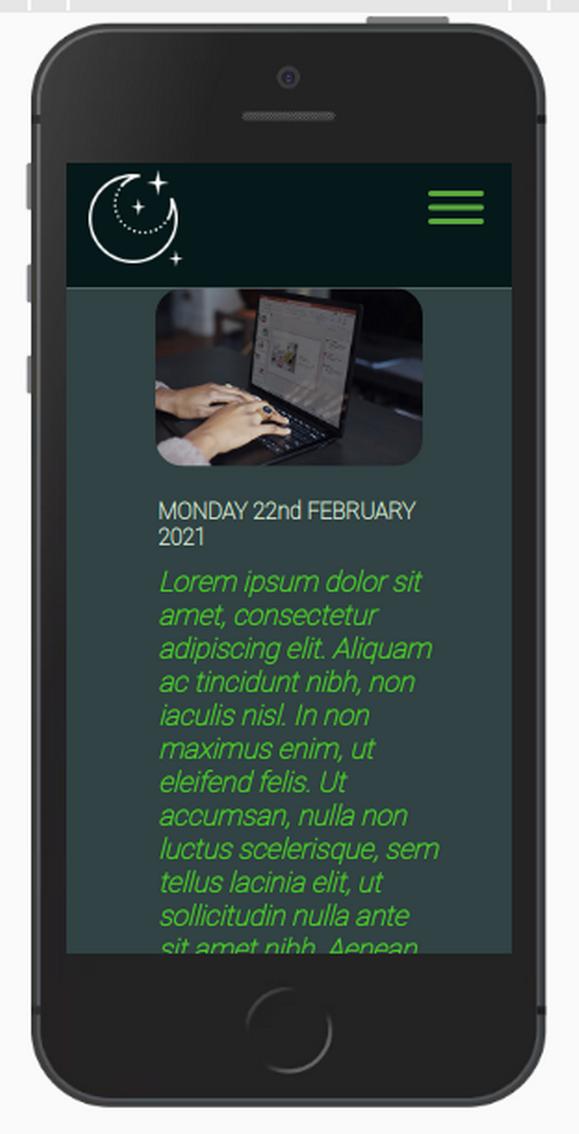 MONDAY 22nd FEBRUARY
2021
Lorem ipsum dolor sit
amet, consectetur
adipiscing elit. Aliquam
ac tincidunt nibh, non
iaculis nisl. In non
maximus enim, ut
eleifend felis. Ut
accumsan, nulla non
luctus scelerisque, sem
tellus lacinia elit, ut
sollicitudin nulla ante
sit amet nibh. Aenean